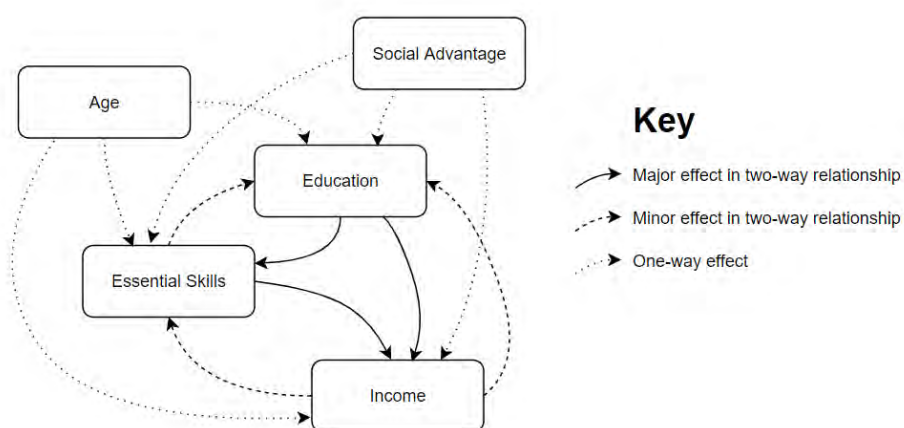 Social Advantage
Age
Key
Education
Major effect in two-way relationship
Minor effect in two-way relationship
One-way effect
Essential Skills
Income